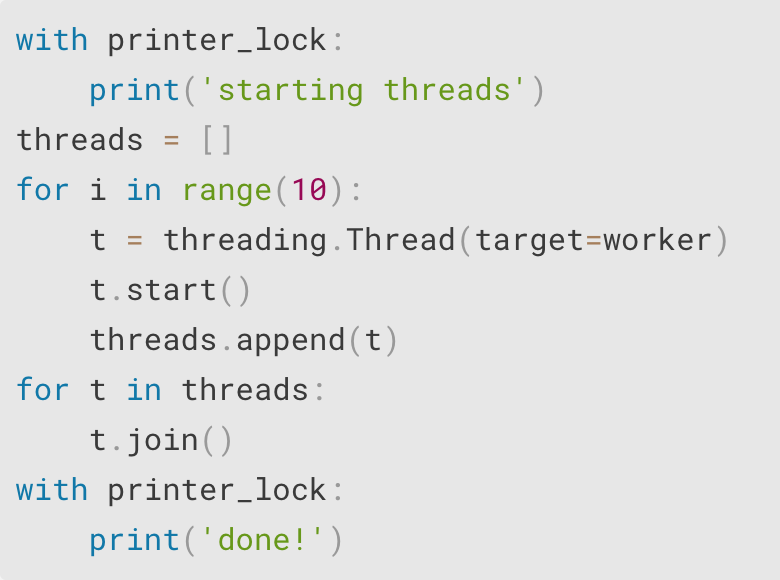 with printer_lock:
    print('starting threads')
threads = []
for i in range(10):
    t = threading.Thread(target=worker)
    t.start()
    threads.append(t)
for t in threads:
    t.join()
with printer_lock:
    print('done!')